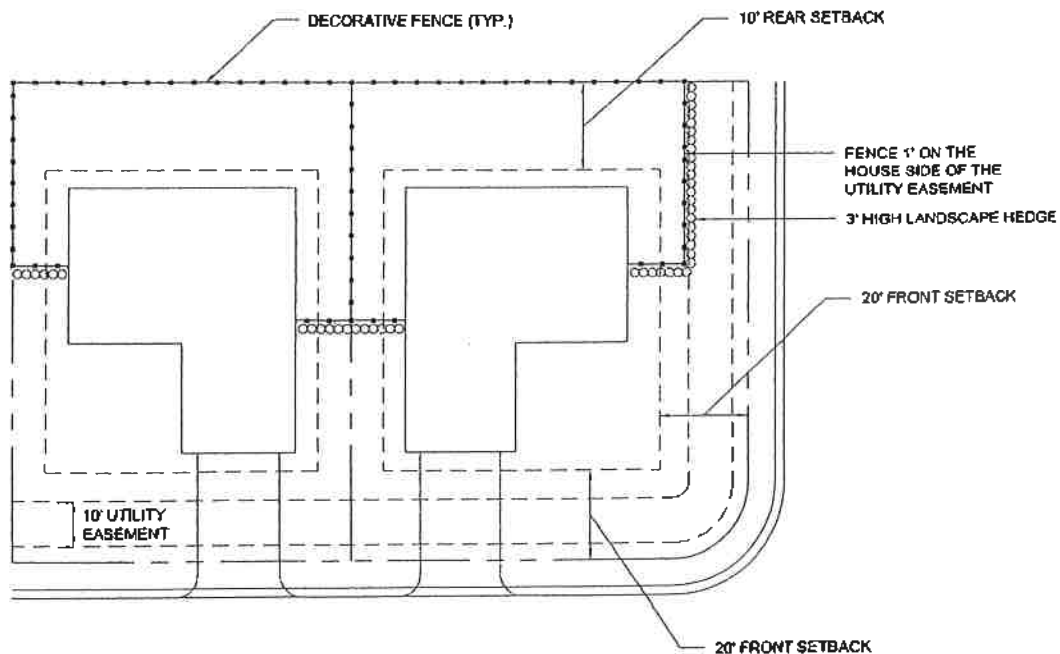 DECORATIVE FENCE (TYP.)
10' REAR SETBACK
FENCE 1' ON THE
HOUSE SIDE OF THE
UTILITY EASEMENT
3' HIGH LANDSCAPE HEDGE
20' FRONT SETBACK
10' UTILITY
EASEMENT
20' FRONT SETBACK